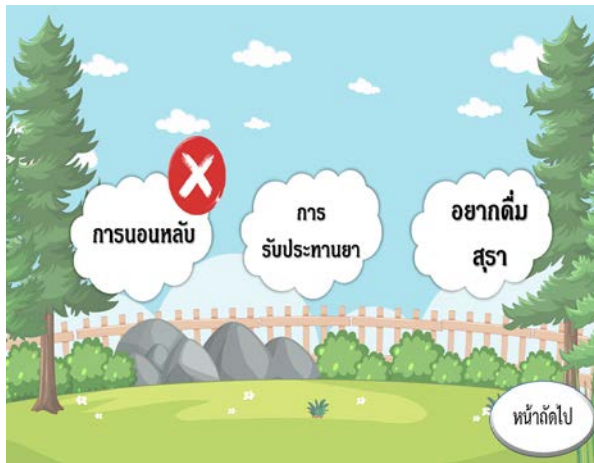 การนอนหลับ
การ
รับประทานยา
อยากดื่ม
สุรา
หน้าถัดไป